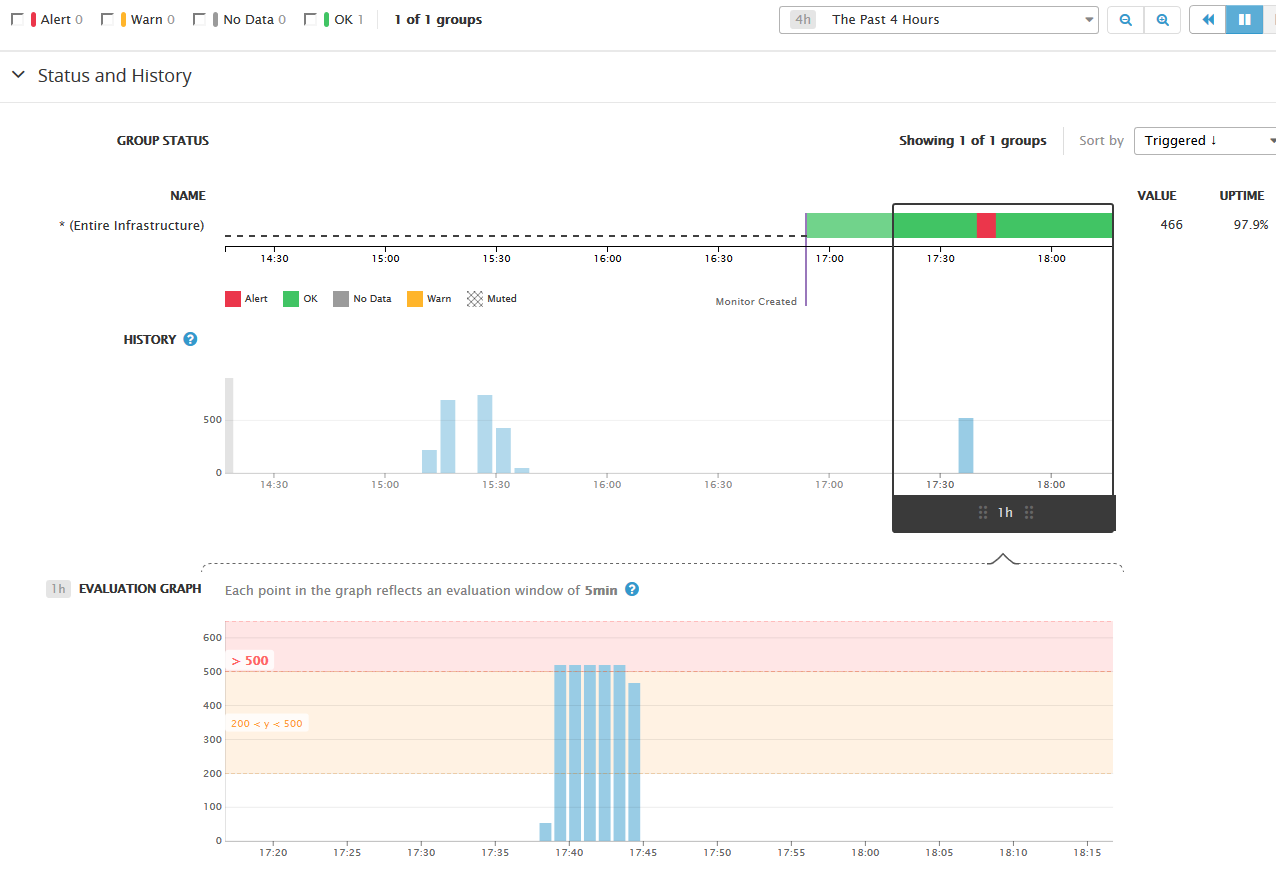 Alert 0 Warn 0 No Data 0 OK 1 1 of 1 groups 4h The Past 4 Hours
Status and History
GROUP STATUS Showing 1 of 1 groups Sort by Triggered ↓
NAME VALUE UPTIME
* (Entire Infrastructure) 466 97.9%
14:30 15:00 15:30 16:00 16:30 17:00 17:30 18:00
Alert OK No Data Warn Muted Monitor Created
HISTORY ?
500
0
14:30 15:00 15:30 16:00 16:30 17:00 17:30 18:00
1h
1h EVALUATION GRAPH Each point in the graph reflects an evaluation window of 5min ?
600
> 500
500
400
200 < y < 500
300
200
100
0
17:20 17:25 17:30 17:35 17:40 17:45 17:50 17:55 18:00 18:05 18:10 18:15